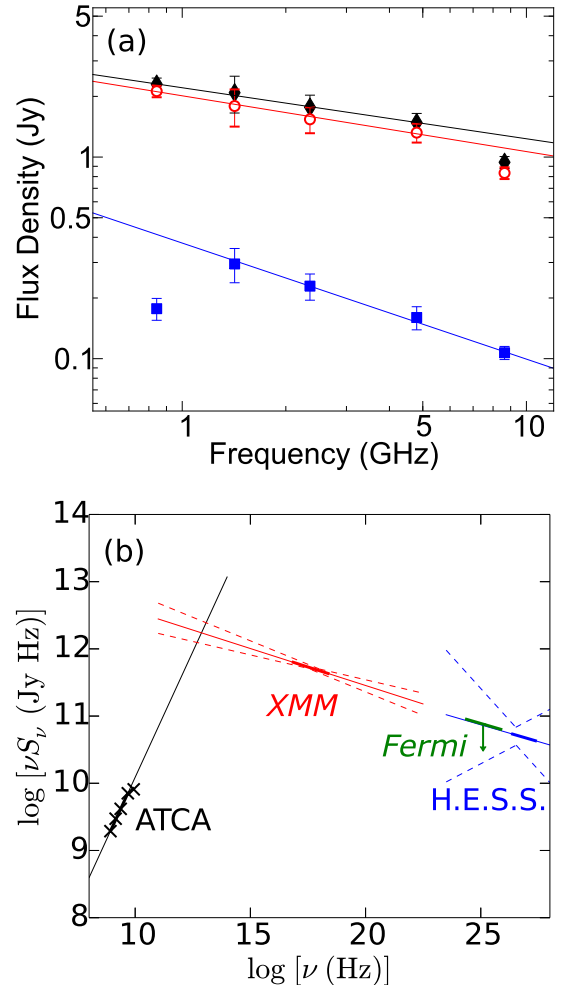 (a)
Flux Density (Jy)
5
1
0.5
0.1
1
5
10
Frequency (GHz)
(b)
log [νSν (Jy Hz)]
14
13
12
11
10
9
8
XMM
Fermi
H.E.S.S.
ATCA
10
15
20
25
log [ν (Hz)]